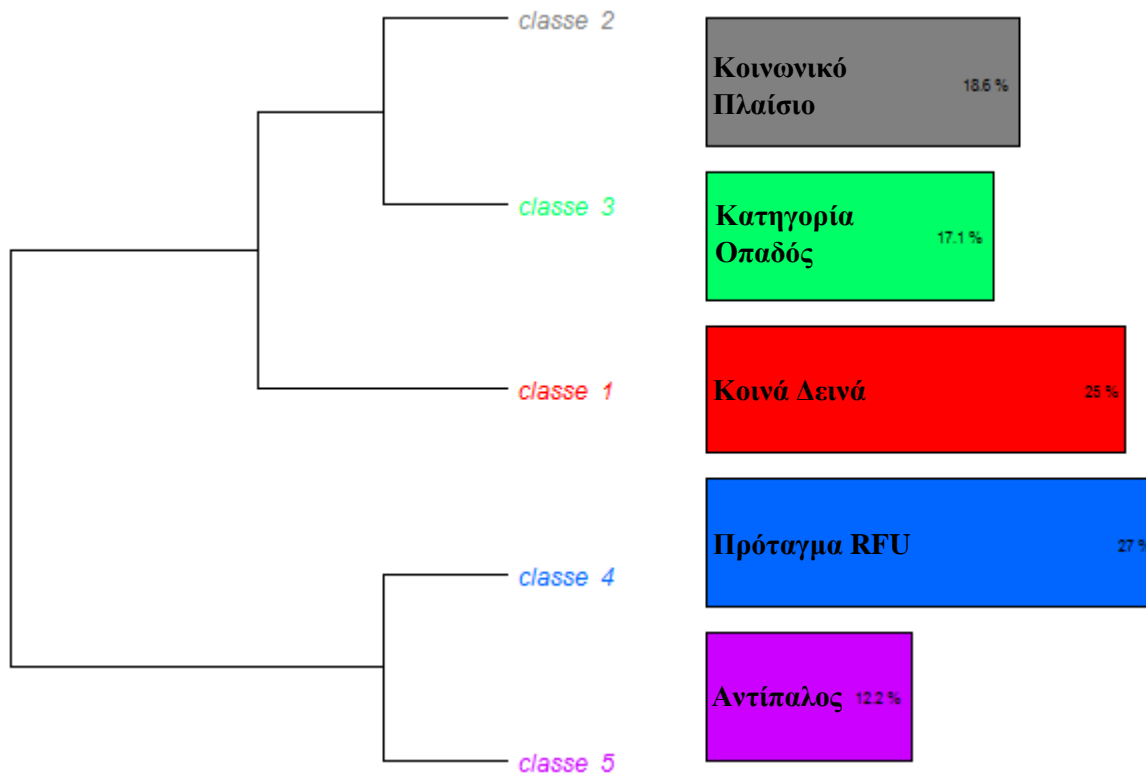 classe 2
Κοινωνικό
Πλαίσιο
18.6 %
classe 3
Κατηγορία
Οπαδός
17.1 %
classe 1
Κοινά Δεινά
25 %
classe 4
Πρόταγμα RFU
27 %
classe 5
Αντίπαλος
12.2 %